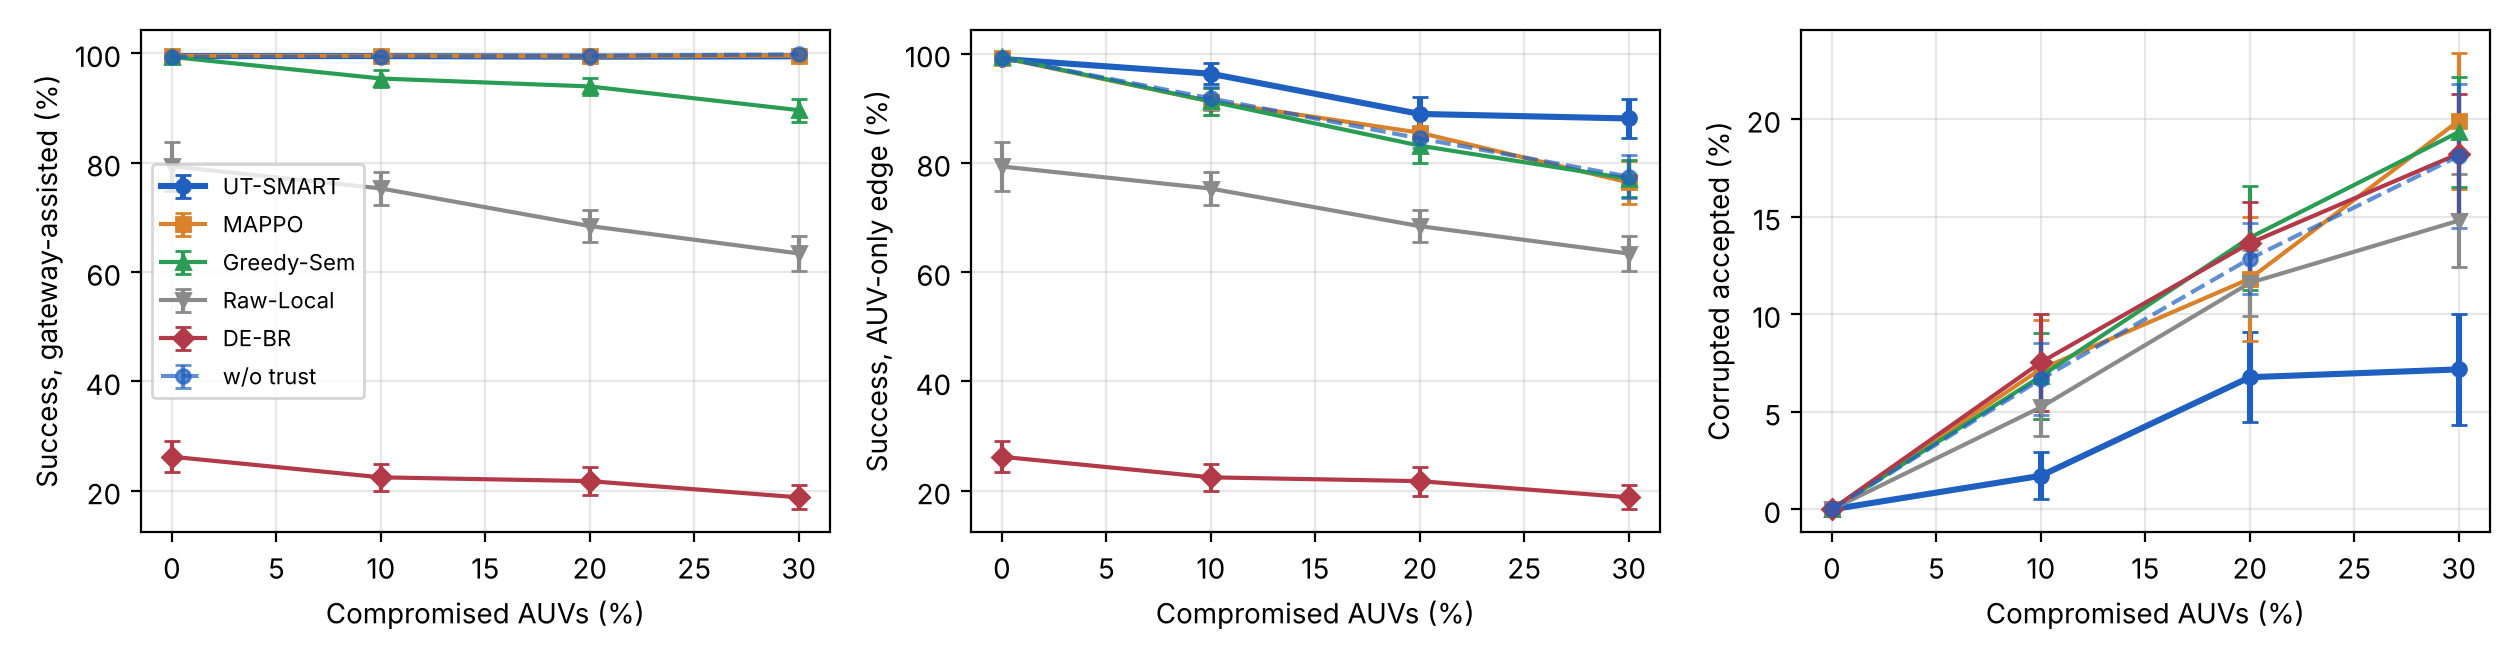 Success, gateway-assisted (%)
100
80
60
40
20
UT-SMART
MAPPO
Greedy-Sem
Raw-Local
DE-BR
w/o trust
0 5 10 15 20 25 30
Compromised AUVs (%)
Success, AUV-only edge (%)
100
80
60
40
20
0 5 10 15 20 25 30
Compromised AUVs (%)
Corrupted accepted (%)
20
15
10
5
0
0 5 10 15 20 25 30
Compromised AUVs (%)